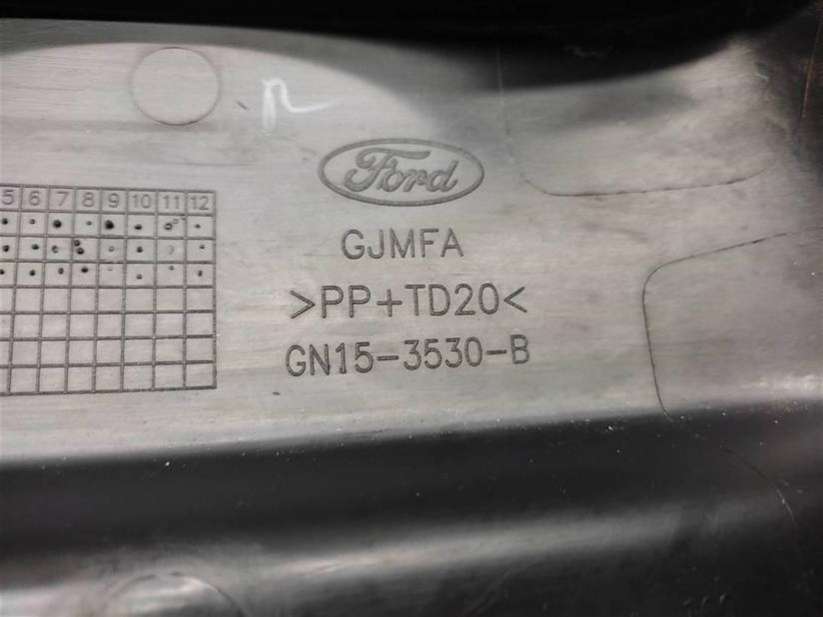 Ford
GJMFA
>PP+TD20<
GN15-3530-B
5 6 7 8 9 10 11 12